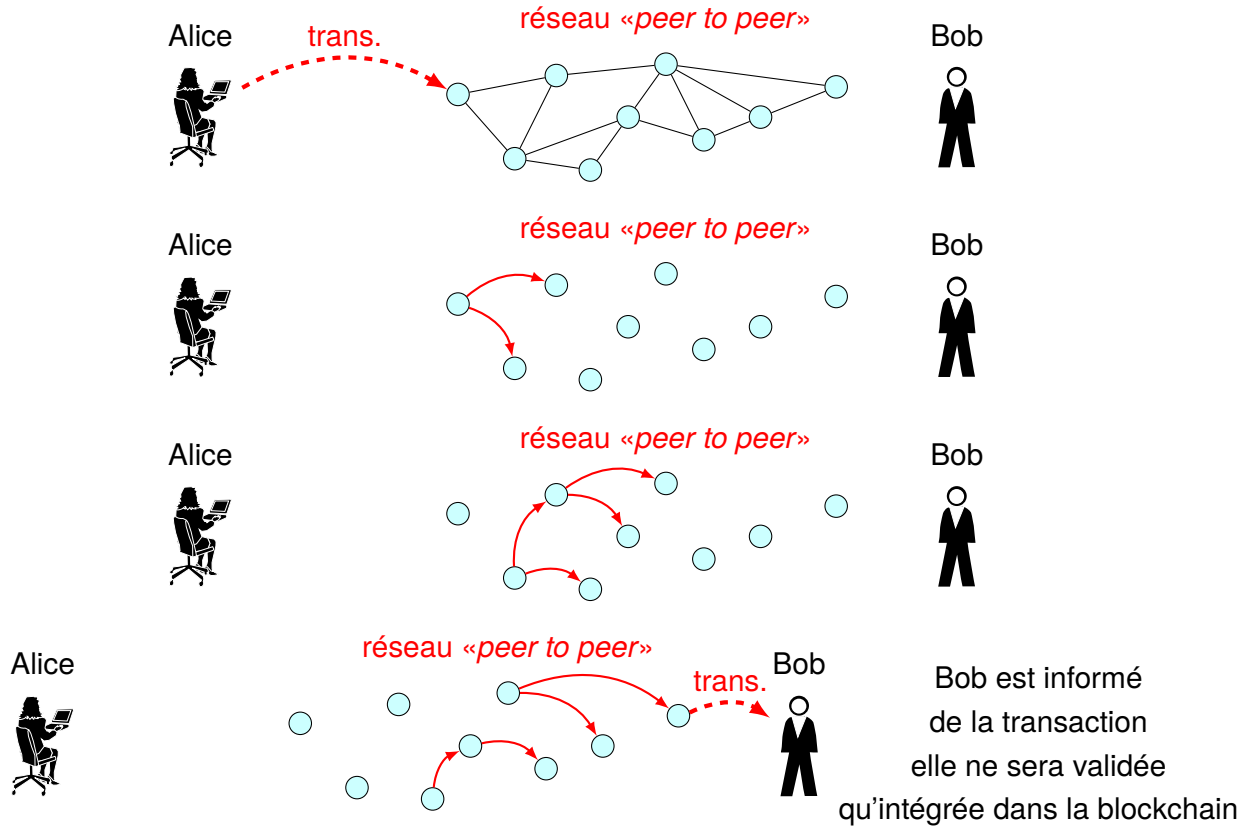 réseau «peer to peer»
Alice
trans.
Bob
réseau «peer to peer»
Alice
Bob
réseau «peer to peer»
Alice
Bob
réseau «peer to peer»
Alice
Bob
trans.
Bob est informé
de la transaction
elle ne sera validée
qu'intégrée dans la blockchain